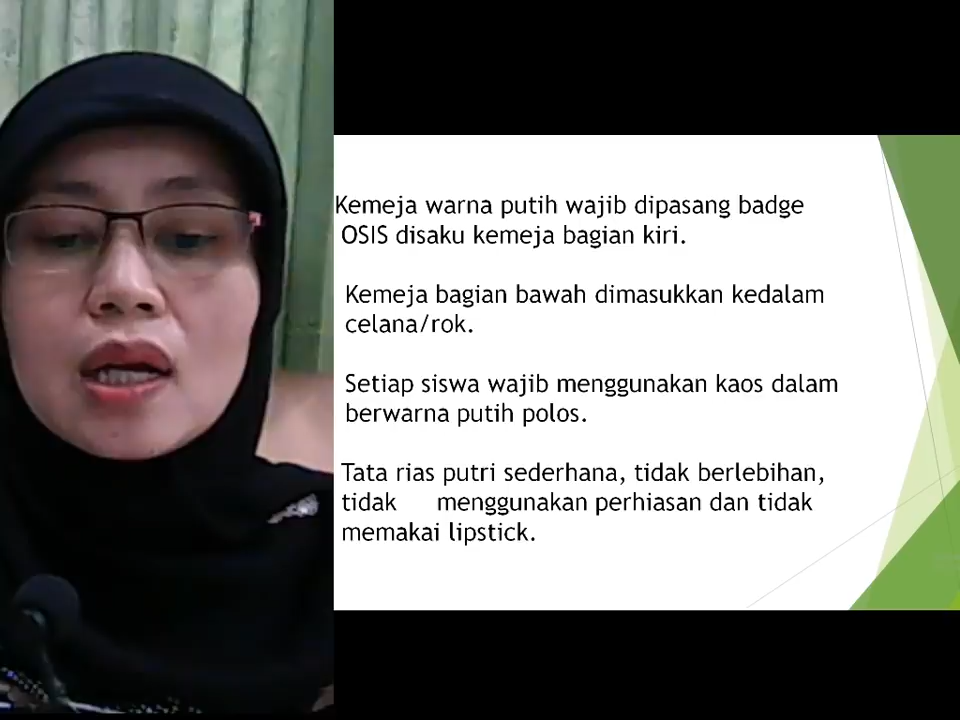 Kemeja warna putih wajib dipasang badge
OSIS disaku kemeja bagian kiri.
Kemeja bagian bawah dimasukkan kedalam
celana/rok.
Setiap siswa wajib menggunakan kaos dalam
berwarna putih polos.
Tata rias putri sederhana, tidak berlebihan,
tidak menggunakan perhiasan dan tidak
memakai lipstick.